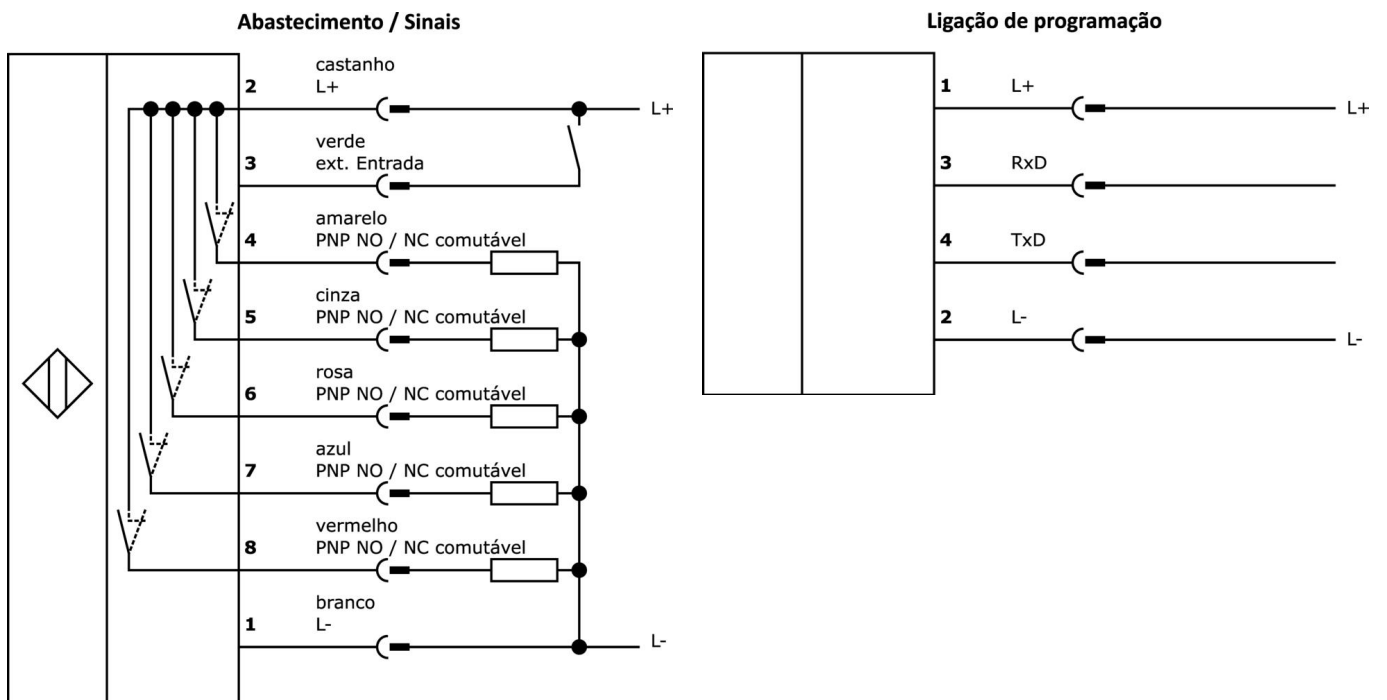 Abastecimento / Sinais
castanho
2 L+
L+
verde
3 ext. Entrada
amarelo
4 PNP NO / NC comutável
cinza
5 PNP NO / NC comutável
rosa
6 PNP NO / NC comutável
azul
7 PNP NO / NC comutável
vermelho
8 PNP NO / NC comutável
branco
1 L-
L-
Ligação de programação
1 L+
L+
3 RxD
4 TxD
2 L-
L-